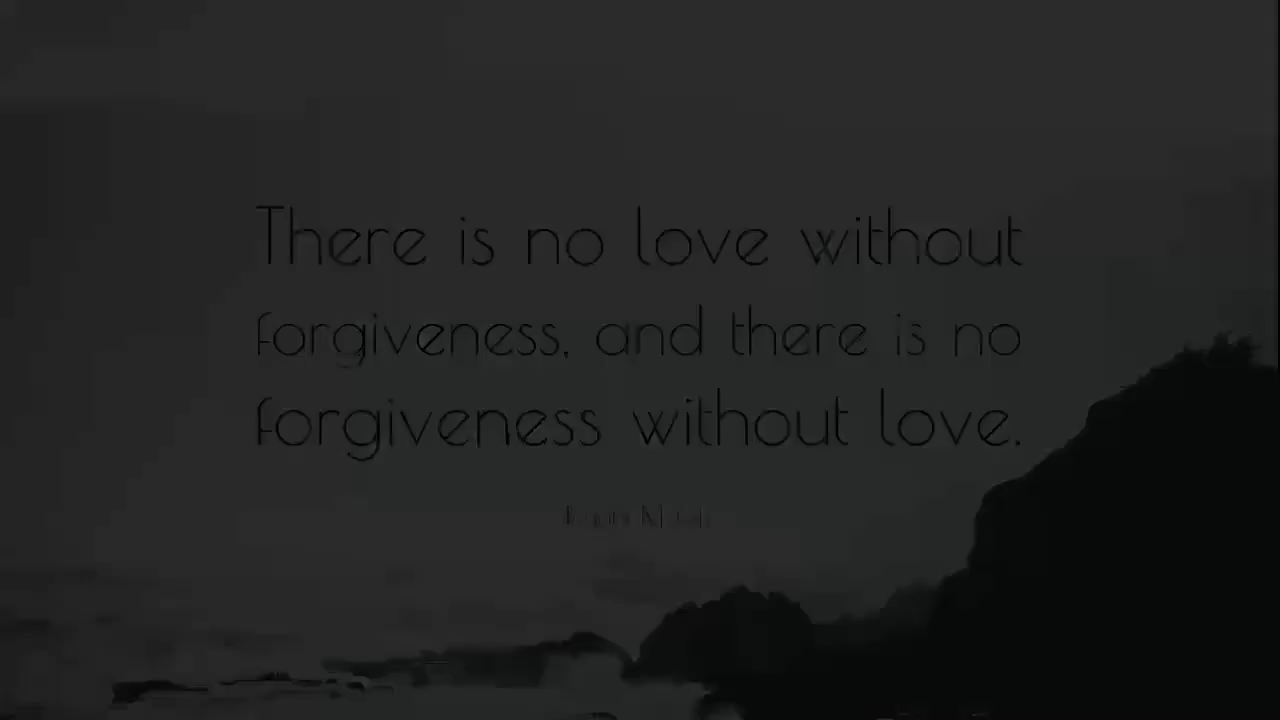 There is no love without
forgiveness, and there is no
forgiveness without love.